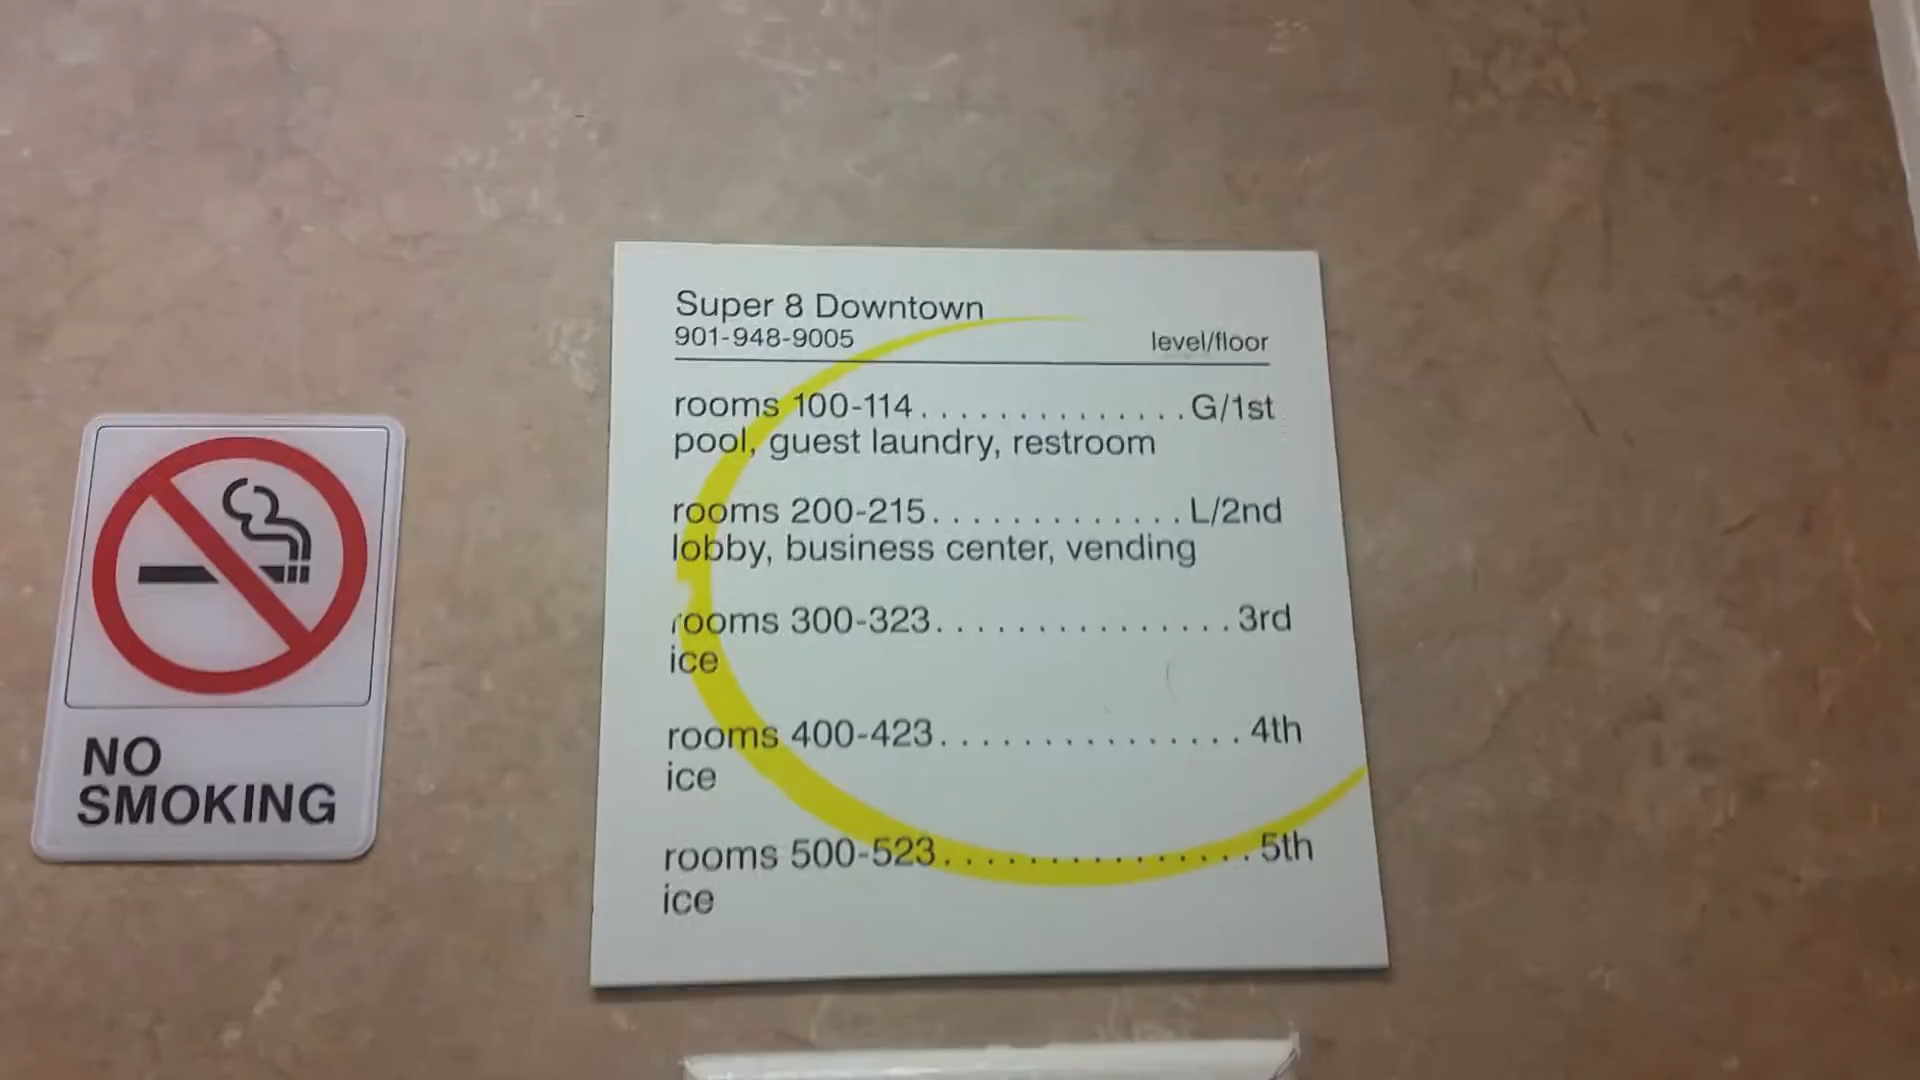 Super 8 Downtown
901-948-9005 level/floor
rooms 100-114..............G/1st
pool, guest laundry, restroom
rooms 200-215.............L/2nd
lobby, business center, vending
rooms 300-323...............3rd
ice
rooms 400-423...............4th
ice
rooms 500-523...............5th
ice
NO
SMOKING